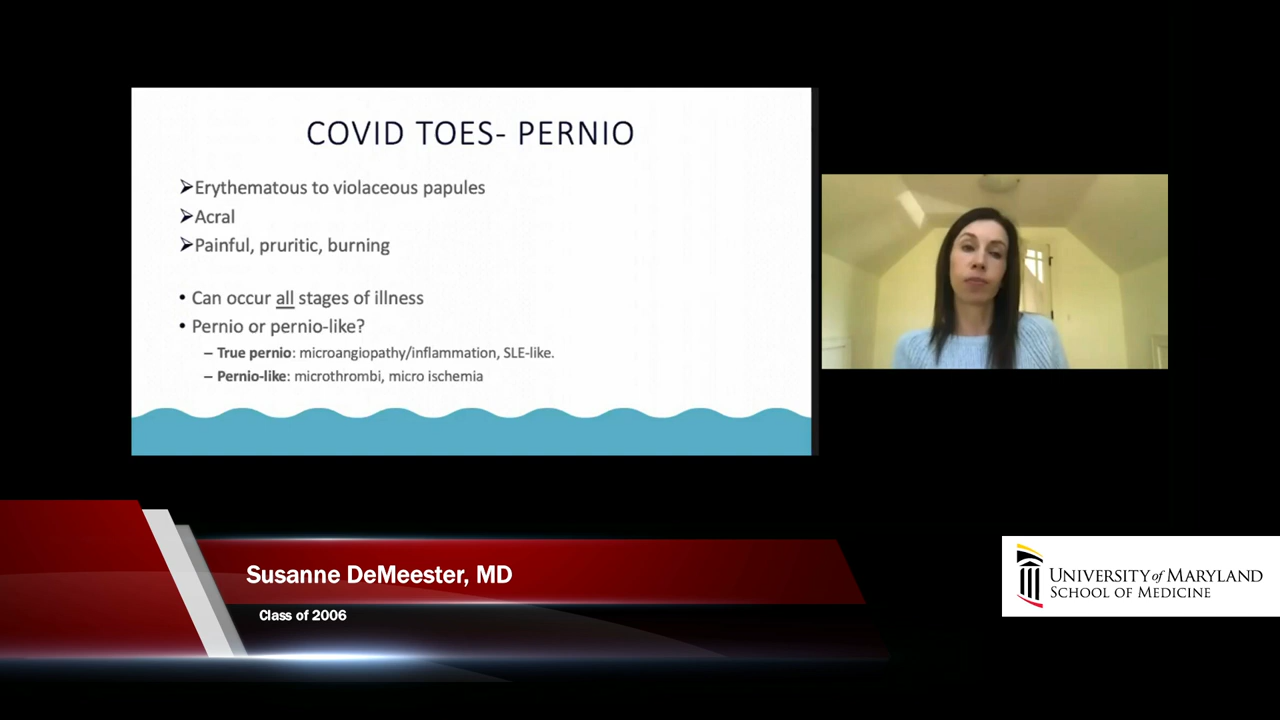 COVID TOES- PERNIO
➢Erythematous to violaceous papules
➢Acral
➢Painful, pruritic, burning
• Can occur all stages of illness
• Pernio or pernio-like?
– True pernio: microangiopathy/inflammation, SLE-like.
– Pernio-like: microthrombi, micro ischemia
Susanne DeMeester, MD
Class of 2006
UNIVERSITY of MARYLAND
SCHOOL OF MEDICINE